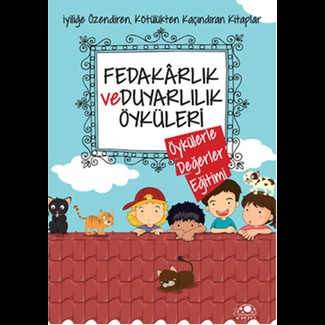 İyiliğe Özendiren, Kötülükten Kaçındıran Kitaplar
FEDAKÂRLIK
veDUYARLILIK
ÖYKÜLERİ
Öykülerle
Değerler
Eğitimi